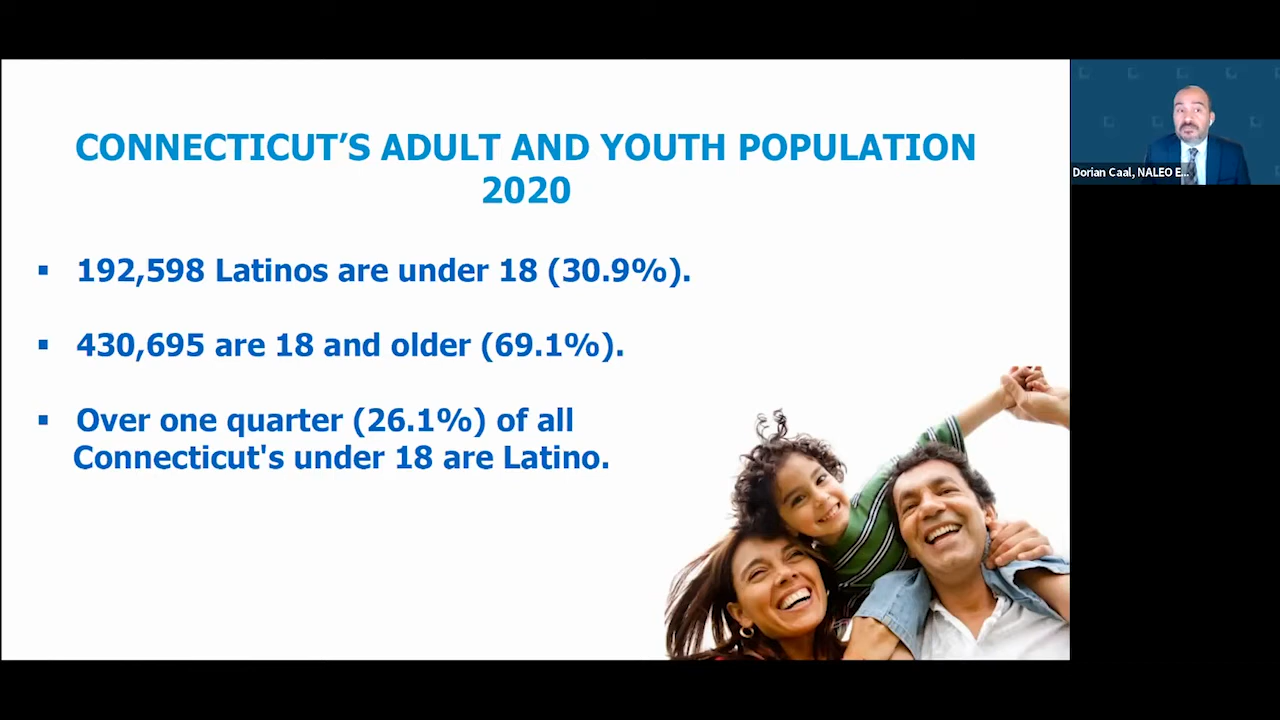 CONNECTICUT’S ADULT AND YOUTH POPULATION
2020
▪ 192,598 Latinos are under 18 (30.9%).
▪ 430,695 are 18 and older (69.1%).
▪ Over one quarter (26.1%) of all
Connecticut's under 18 are Latino.
Dorian Caal, NALEO E...